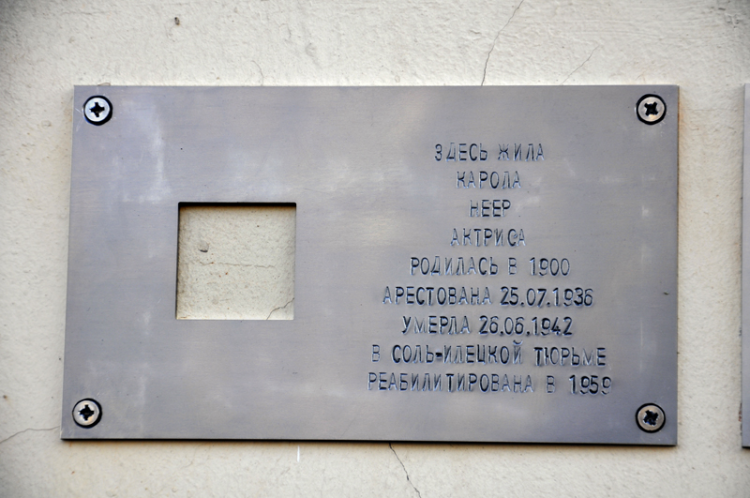 ЗДЕСЬ ЖИЛА
КАРОЛА
НЕЕР
АКТРИСА
РОДИЛАСЬ В 1900
АРЕСТОВАНА 25.07.1936
УМЕРЛА 26.06.1942
В СОЛЬ-ИЛЕЦКОЙ ТЮРЬМЕ
РЕАБИЛИТИРОВАНА В 1959